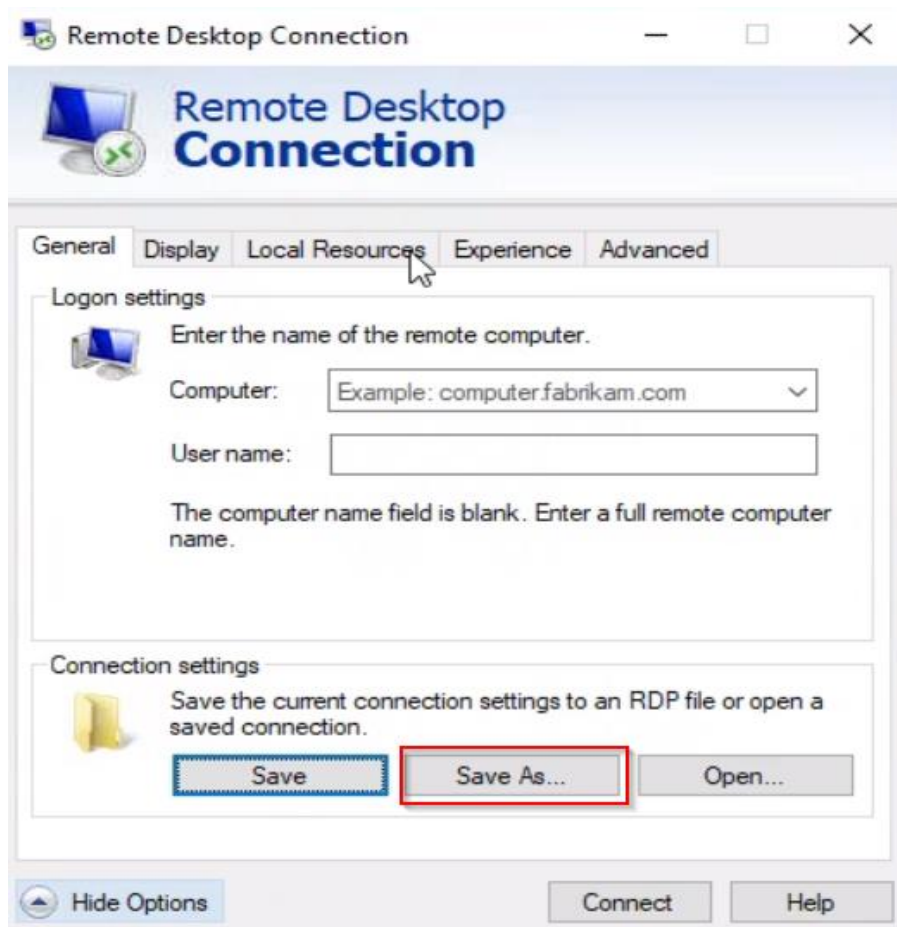 Remote Desktop Connection
Remote Desktop
Connection
General Display Local Resources Experience Advanced
Logon settings
Enter the name of the remote computer.
Computer: Example: computer.fabrikam.com
User name:
The computer name field is blank. Enter a full remote computer
name.
Connection settings
Save the current connection settings to an RDP file or open a
saved connection.
Save Save As... Open...
Hide Options Connect Help